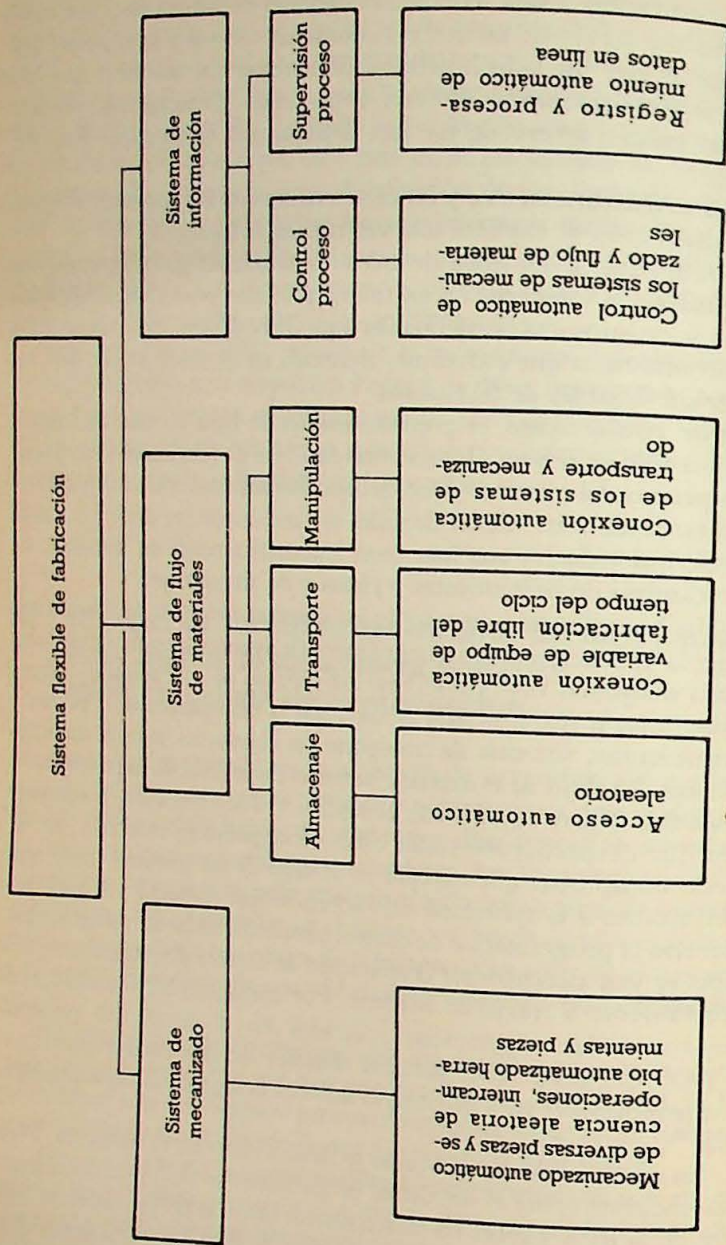 Sistema flexible de fabricación
Sistema de
mecanizado
Sistema de flujo
de materiales
Sistema de
información
Almacenaje
Transporte
Manipulación
Control
proceso
Supervisión
proceso
Mecanizado automático
de diversas piezas y se-
cuencia aleatoria de
operaciones, intercam-
bio automatizado herra-
mientas y piezas
Acceso automático
aleatorio
Conexión automática
variable de equipo de
fabricación libre del
tiempo del ciclo
Conexión automática
de los sistemas de
transporte y mecaniza-
do
Control automático de
los sistemas de mecani-
zado y flujo de materia-
les
Registro y procesa-
miento automático de
datos en línea